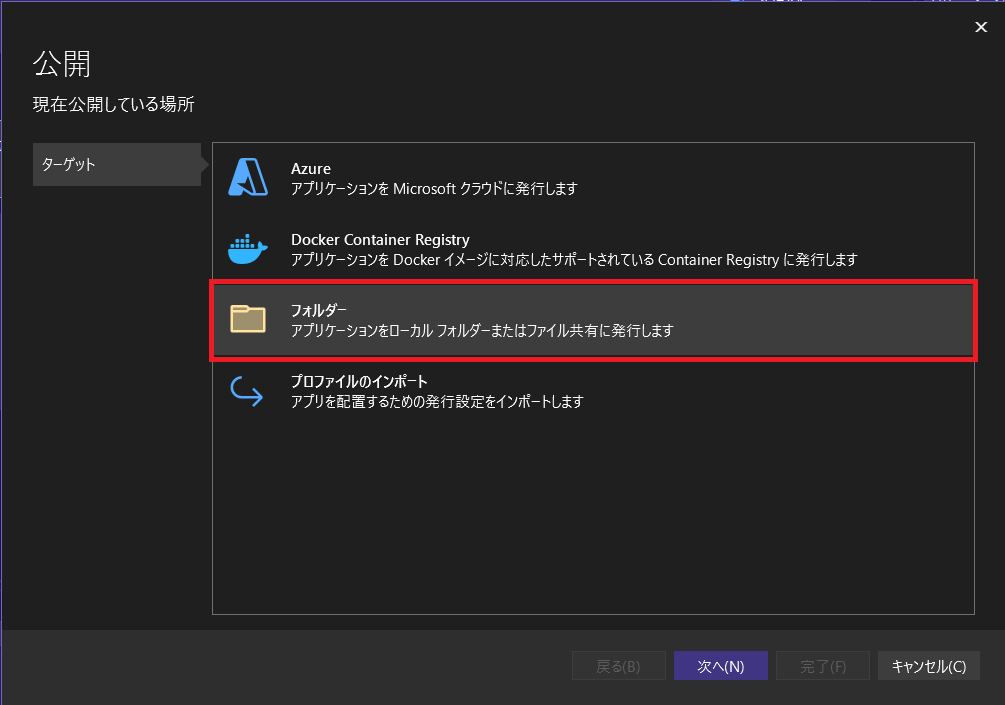 公開
現在公開している場所
ターゲット
Azure
アプリケーションを Microsoft クラウドに発行します
Docker Container Registry
アプリケーションを Docker イメージに対応したサポートされている Container Registry に発行します
フォルダー
アプリケーションをローカル フォルダーまたはファイル共有に発行します
プロファイルのインポート
アプリを配置するための発行設定をインポートします
戻る(B)
次へ(N)
完了(F)
キャンセル(C)